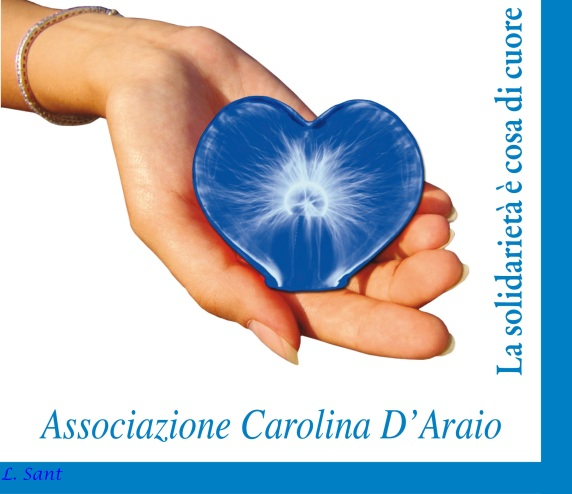 La solidarietà è cosa di cuore
Associazione Carolina D'Araio
L. Sant